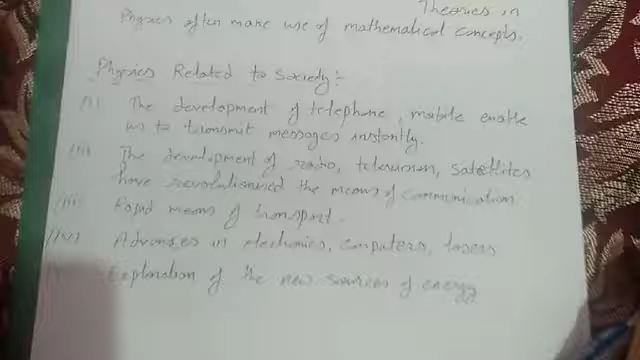 Theories in
Physics often make use of mathematical concepts.
Physics Related to Society :-
(i) The development of telephone, mobile enable
us to transmit messages instantly.
(ii) The development of radio, television, satellites
have revolutionised the means of communication
(iii) Rapid means of transport.
(iv) Advances in electronics, computers, lasers
Exploration of the new sources of energy